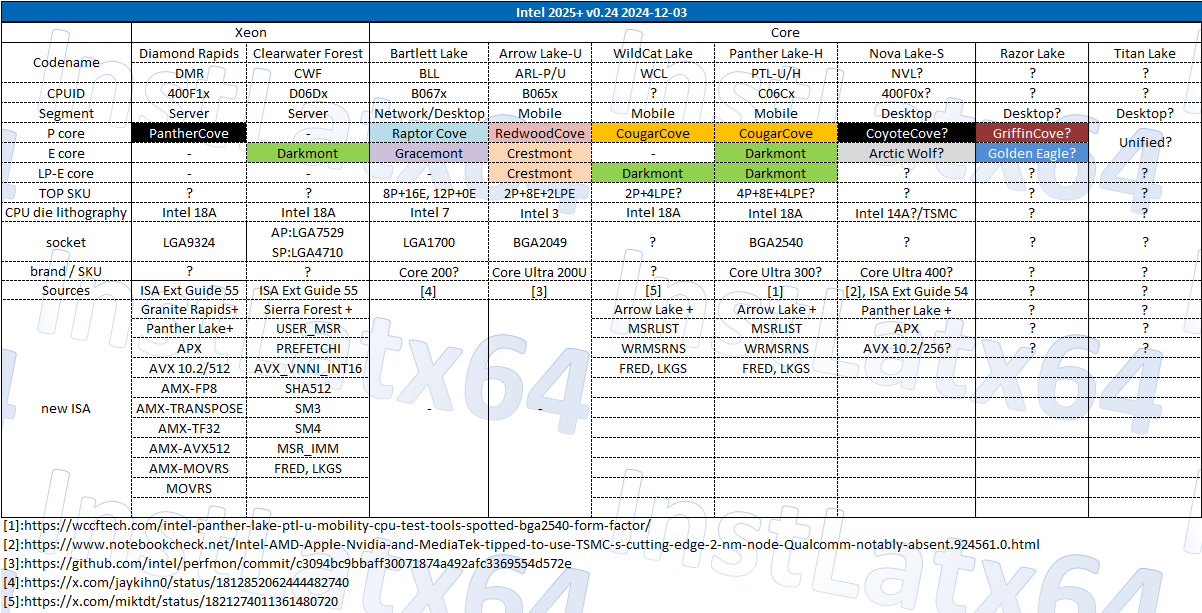 Intel 2025+ v0.24 2024-12-03
Xeon Core
Codename Diamond Rapids Clearwater Forest Bartlett Lake Arrow Lake-U WildCat Lake Panther Lake-H Nova Lake-S Razor Lake Titan Lake
DMR CWF BLL ARL-P/U WCL PTL-U/H NVL? ? ?
CPUID 400F1x D06Dx B067x B065x ? C06Cx 400F0x? ? ?
Segment Server Server Network/Desktop Mobile Mobile Mobile Desktop Desktop? Desktop?
P core PantherCove - Raptor Cove RedwoodCove CougarCove CougarCove CoyoteCove? GriffinCove? Unified?
E core - Darkmont Gracemont Crestmont - Darkmont Arctic Wolf? Golden Eagle?
LP-E core - - - Crestmont Darkmont Darkmont ? ? ?
TOP SKU ? ? 8P+16E, 12P+0E 2P+8E+2LPE 2P+4LPE? 4P+8E+4LPE? ? ? ?
CPU die lithography Intel 18A Intel 18A Intel 7 Intel 3 Intel 18A Intel 18A Intel 14A?/TSMC ? ?
socket LGA9324 AP:LGA7529 LGA1700 BGA2049 ? BGA2540 ? ? ?
SP:LGA4710
brand / SKU ? ? Core 200? Core Ultra 200U ? Core Ultra 300? Core Ultra 400? ? ?
Sources ISA Ext Guide 55 ISA Ext Guide 55 [4] [3] [5] [1] [2], ISA Ext Guide 54 ? ?
new ISA Granite Rapids+ Sierra Forest + - - Arrow Lake + Arrow Lake + Panther Lake + ? ?
Panther Lake+ USER_MSR MSRLIST MSRLIST APX ? ?
APX PREFETCHI WRMSRNS WRMSRNS AVX 10.2/256? ? ?
AVX 10.2/512 AVX_VNNI_INT16 FRED, LKGS FRED, LKGS
AMX-FP8 SHA512
AMX-TRANSPOSE SM3
AMX-TF32 SM4
AMX-AVX512 MSR_IMM
AMX-MOVRS FRED, LKGS
MOVRS
[1]:https://wccftech.com/intel-panther-lake-ptl-u-mobility-cpu-test-tools-spotted-bga2540-form-factor/
[2]:https://www.notebookcheck.net/Intel-AMD-Apple-Nvidia-and-MediaTek-tipped-to-use-TSMC-s-cutting-edge-2-nm-node-Qualcomm-notably-absent.924561.0.html
[3]:https://github.com/intel/perfmon/commit/c3094bc9bbaff30071874a492afc3369554d572e
[4]:https://x.com/jaykihn0/status/1812852062444482740
[5]:https://x.com/miktdt/status/1821274011361480720
InstLatx64